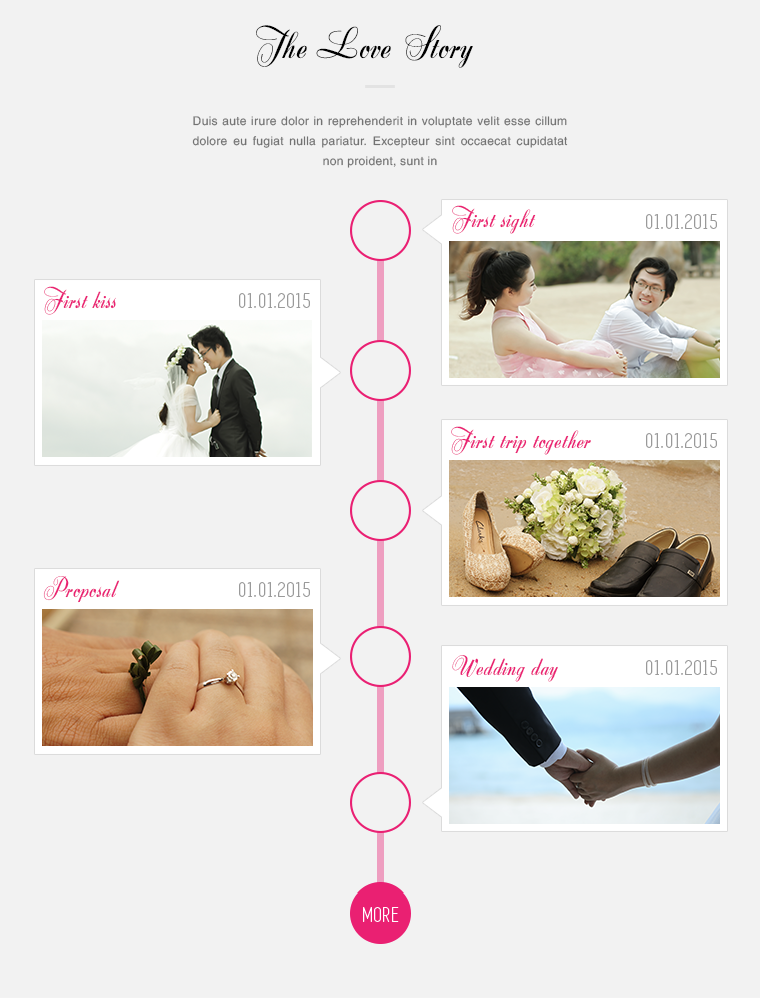 The Love Story
Duis aute irure dolor in reprehenderit in voluptate velit esse cillum
dolore eu fugiat nulla pariatur. Excepteur sint occaecat cupidatat
non proident, sunt in
First sight 01.01.2015
First kiss 01.01.2015
First trip together 01.01.2015
Clarks
Proposal 01.01.2015
Wedding day 01.01.2015
MORE